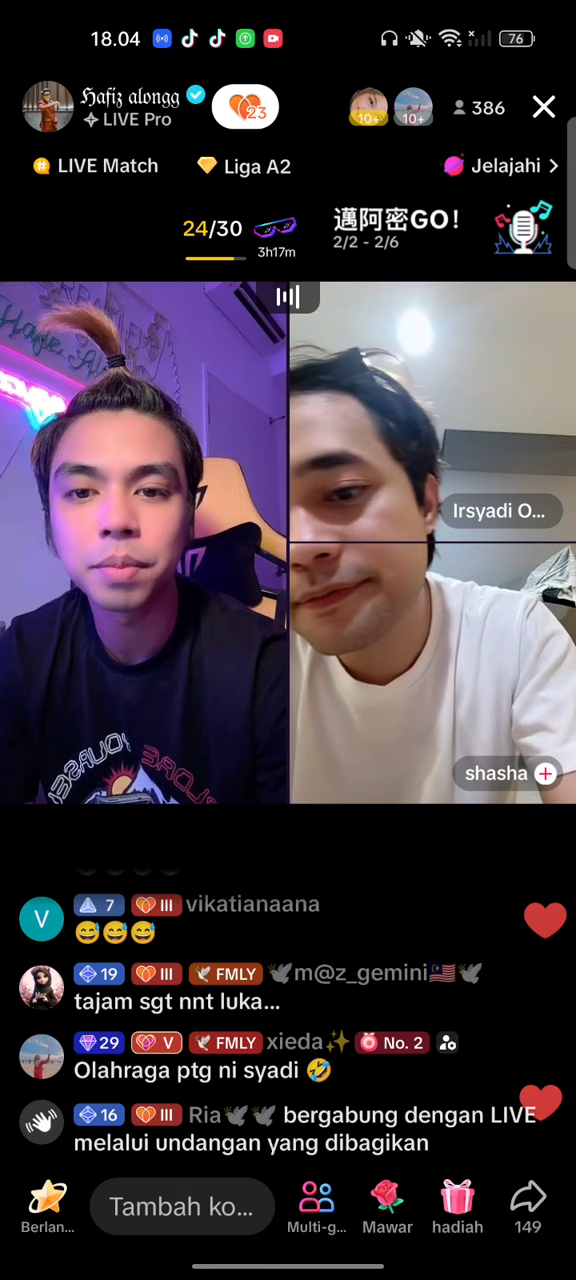 18.04
76
Hafiz alongg
LIVE Pro
23
10+
10+
386
LIVE Match
Liga A2
Jelajahi
24/30
3h17m
邁阿密GO!
2/2 - 2/6
Irsyadi O...
shasha
7 III vikatianaana
😅😅😅
19 III FMLY 🕊️m@z_gemini🇲🇾🕊️
tajam sgt nnt luka...
29 V FMLY xieda✨ No. 2
Olahraga ptg ni syadi 🤣
16 III Ria🕊️🕊️ bergabung dengan LIVE
melalui undangan yang dibagikan
Berlan...
Tambah ko...
Multi-g...
Mawar
hadiah
149